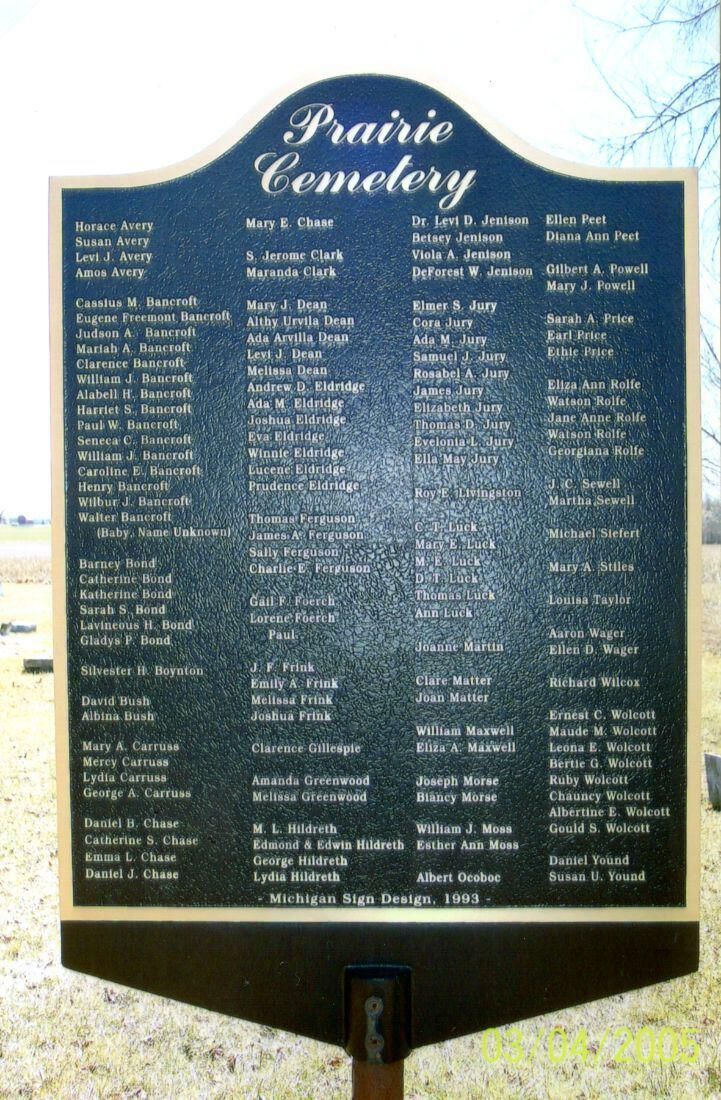 Prairie
Cemetery
Horace Avery
Susan Avery
Levi J. Avery
Amos Avery
Cassius M. Bancroft
Eugene Freemont Bancroft
Judson A. Bancroft
Mariah A. Bancroft
Clarence Bancroft
William J. Bancroft
Alabell H. Bancroft
Harriet S. Bancroft
Paul W. Bancroft
Seneca C. Bancroft
William J. Bancroft
Caroline E. Bancroft
Henry Bancroft
Wilbur J. Bancroft
Walter Bancroft
(Baby, Name Unknown)
Barney Bond
Catherine Bond
Katherine Bond
Sarah S. Bond
Lavineous H. Bond
Gladys P. Bond
Silvester H. Boynton
David Bush
Albina Bush
Mary A. Carruss
Mercy Carruss
Lydia Carruss
George A. Carruss
Daniel B. Chase
Catherine S. Chase
Emma L. Chase
Daniel J. Chase
Mary E. Chase
S. Jerome Clark
Maranda Clark
Mary J. Dean
Althy Urvila Dean
Ada Arvilla Dean
Levi J. Dean
Melissa Dean
Andrew D. Eldridge
Ada M. Eldridge
Joshua Eldridge
Eva Eldridge
Winnie Eldridge
Lucene Eldridge
Prudence Eldridge
Thomas Ferguson
James A. Ferguson
Sally Ferguson
Charlie E. Ferguson
Gail F. Foerch
Lorene Foerch
Paul
J. F. Frink
Emily A. Frink
Melissa Frink
Joshua Frink
Clarence Gillespie
Amanda Greenwood
Melissa Greenwood
M. L. Hildreth
Edmond & Edwin Hildreth
George Hildreth
Lydia Hildreth
Dr. Levi D. Jenison
Betsey Jenison
Viola A. Jenison
DeForest W. Jenison
Elmer S. Jury
Cora Jury
Ada M. Jury
Samuel J. Jury
Rosabel A. Jury
James Jury
Elizabeth Jury
Thomas D. Jury
Evelonia L. Jury
Ella May Jury
Roy E. Livingston
C. T. Luck
Mary E. Luck
M. E. Luck
D. T. Luck
Thomas Luck
Ann Luck
Joanne Martin
Clare Matter
Joan Matter
William Maxwell
Eliza A. Maxwell
Joseph Morse
Biancy Morse
William J. Moss
Esther Ann Moss
Albert Ocoboc
Ellen Peet
Diana Ann Peet
Gilbert A. Powell
Mary J. Powell
Sarah A. Price
Earl Price
Ethie Price
Eliza Ann Rolfe
Watson Rolfe
Jane Anne Rolfe
Watson Rolfe
Georgiana Rolfe
J. C. Sewell
Martha Sewell
Michael Siefert
Mary A. Stiles
Louisa Taylor
Aaron Wager
Ellen D. Wager
Richard Wilcox
Ernest C. Wolcott
Maude M. Wolcott
Leona E. Wolcott
Bertie G. Wolcott
Ruby Wolcott
Chauncy Wolcott
Albertine E. Wolcott
Gould S. Wolcott
Daniel Yound
Susan U. Yound
- Michigan Sign Design, 1993 -
03/04/2005